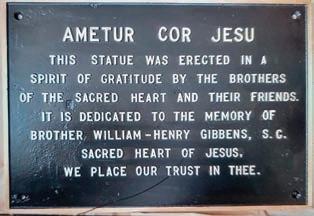 AMETUR COR JESU
THIS STATUE WAS ERECTED IN A
SPIRIT OF GRATITUDE BY THE BROTHERS
OF THE SACRED HEART AND THEIR FRIENDS.
IT IS DEDICATED TO THE MEMORY OF
BROTHER WILLIAM-HENRY GIBBENS, S.C.
SACRED HEART OF JESUS,
WE PLACE OUR TRUST IN THEE.